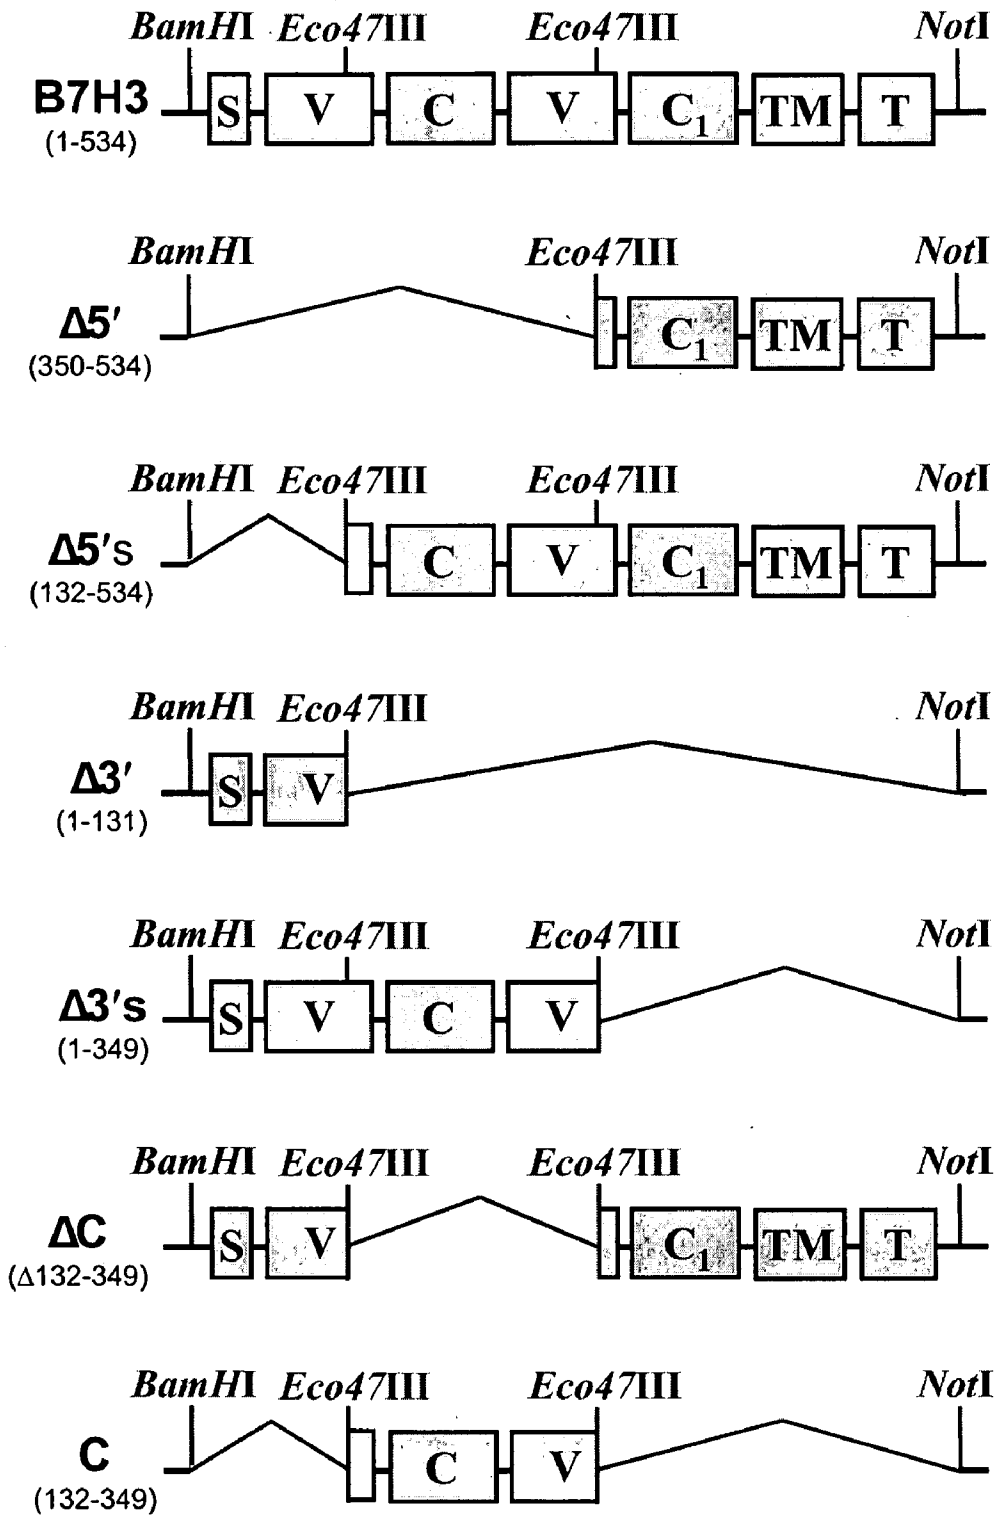 BamHI Eco47III Eco47III NotI
B7H3
(1-534)
S V C V C1 TM T
BamHI Eco47III NotI
Δ5′
(350-534)
C1 TM T
BamHI Eco47III Eco47III NotI
Δ5′s
(132-534)
C V C1 TM T
BamHI Eco47III NotI
Δ3′
(1-131)
S V
BamHI Eco47III Eco47III NotI
Δ3′s
(1-349)
S V C V
BamHI Eco47III Eco47III NotI
ΔC
(Δ132-349)
S V C1 TM T
BamHI Eco47III Eco47III NotI
C
(132-349)
C V